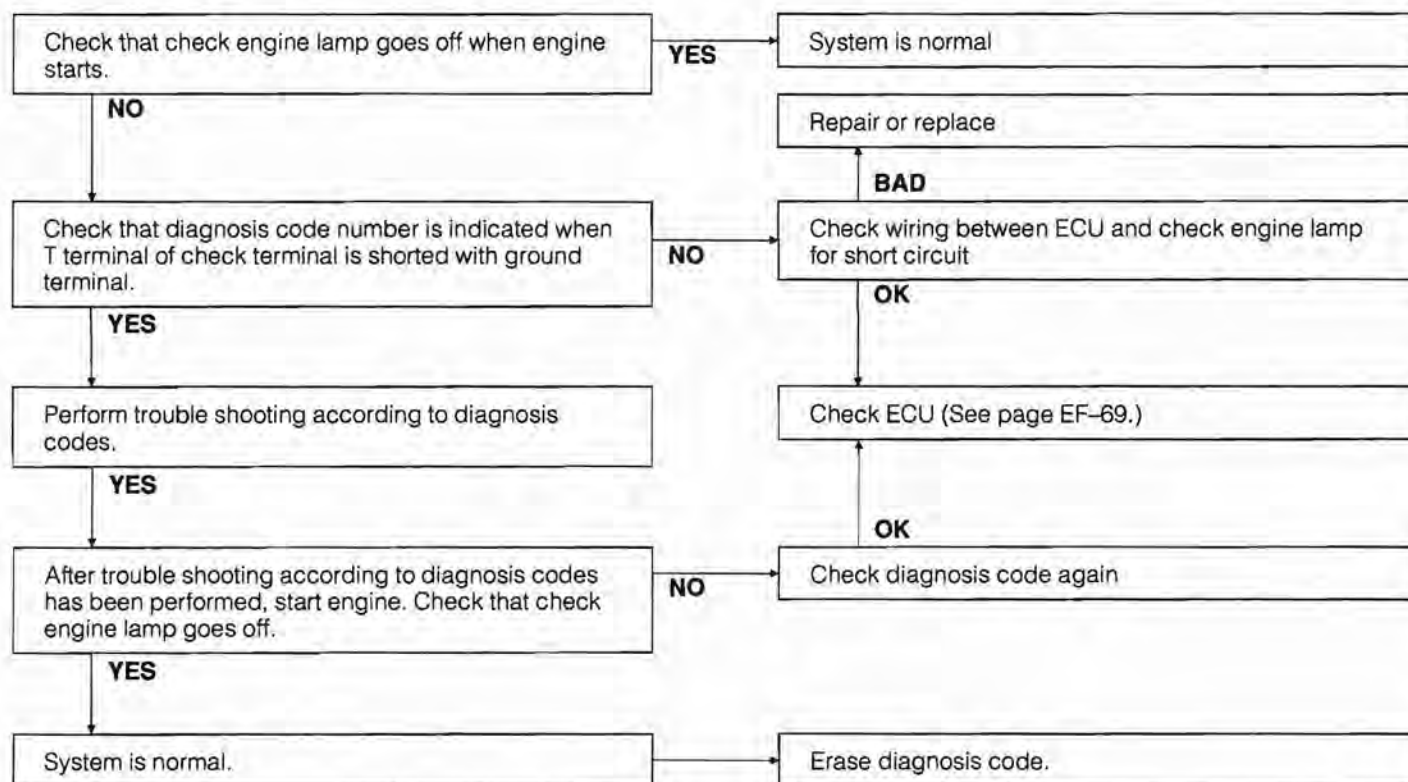 Check that check engine lamp goes off when engine
starts.
YES
System is normal
NO
Repair or replace
BAD
Check that diagnosis code number is indicated when
T terminal of check terminal is shorted with ground
terminal.
NO
Check wiring between ECU and check engine lamp
for short circuit
YES
OK
Perform trouble shooting according to diagnosis
codes.
Check ECU (See page EF–69.)
YES
OK
After trouble shooting according to diagnosis codes
has been performed, start engine. Check that check
engine lamp goes off.
NO
Check diagnosis code again
YES
System is normal.
Erase diagnosis code.